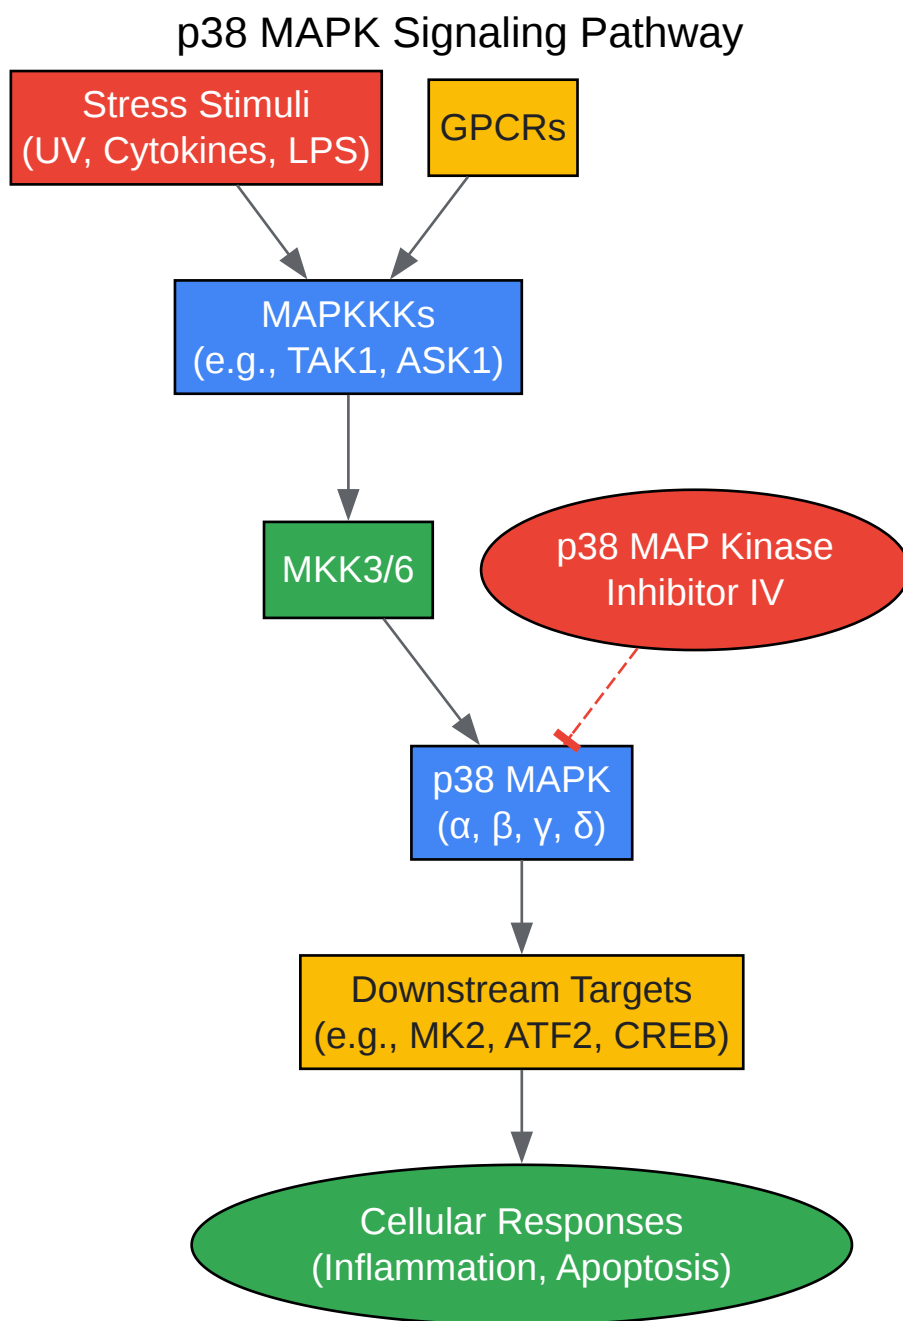 p38 MAPK Signaling Pathway
Stress Stimuli
(UV, Cytokines, LPS)
GPCRs
MAPKKKs
(e.g., TAK1, ASK1)
MKK3/6
p38 MAP Kinase
Inhibitor IV
p38 MAPK
(α, β, γ, δ)
Downstream Targets
(e.g., MK2, ATF2, CREB)
Cellular Responses
(Inflammation, Apoptosis)